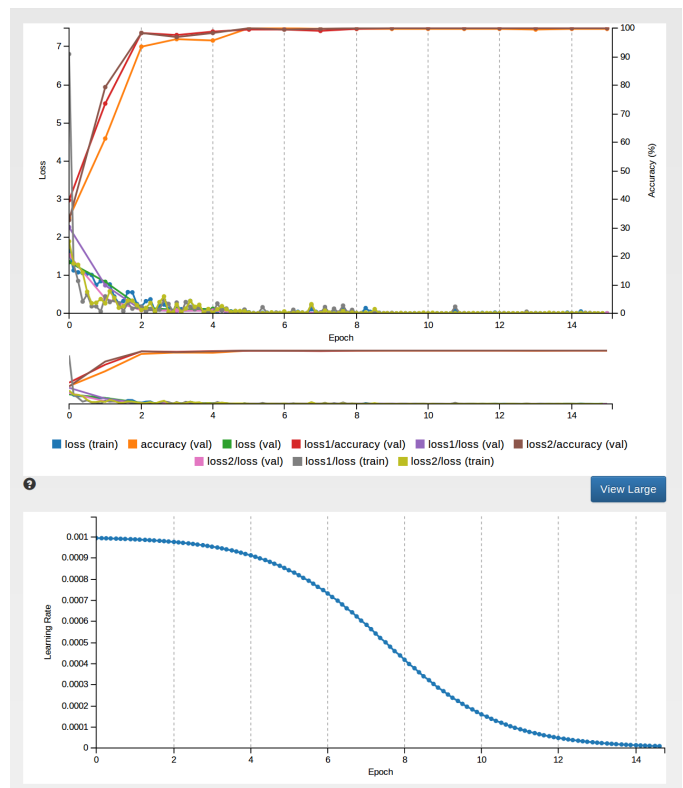 7
6
5
4
3
2
1
0
Loss
100
90
80
70
60
50
40
30
20
10
0
Accuracy (%)
0 2 4 6 8 10 12 14
Epoch
0 2 4 6 8 10 12 14
loss (train) accuracy (val) loss (val) loss1/accuracy (val) loss1/loss (val) loss2/accuracy (val)
loss2/loss (val) loss1/loss (train) loss2/loss (train)
?
View Large
0.001
0.0009
0.0008
0.0007
0.0006
0.0005
0.0004
0.0003
0.0002
0.0001
0
Learning Rate
0 2 4 6 8 10 12 14
Epoch